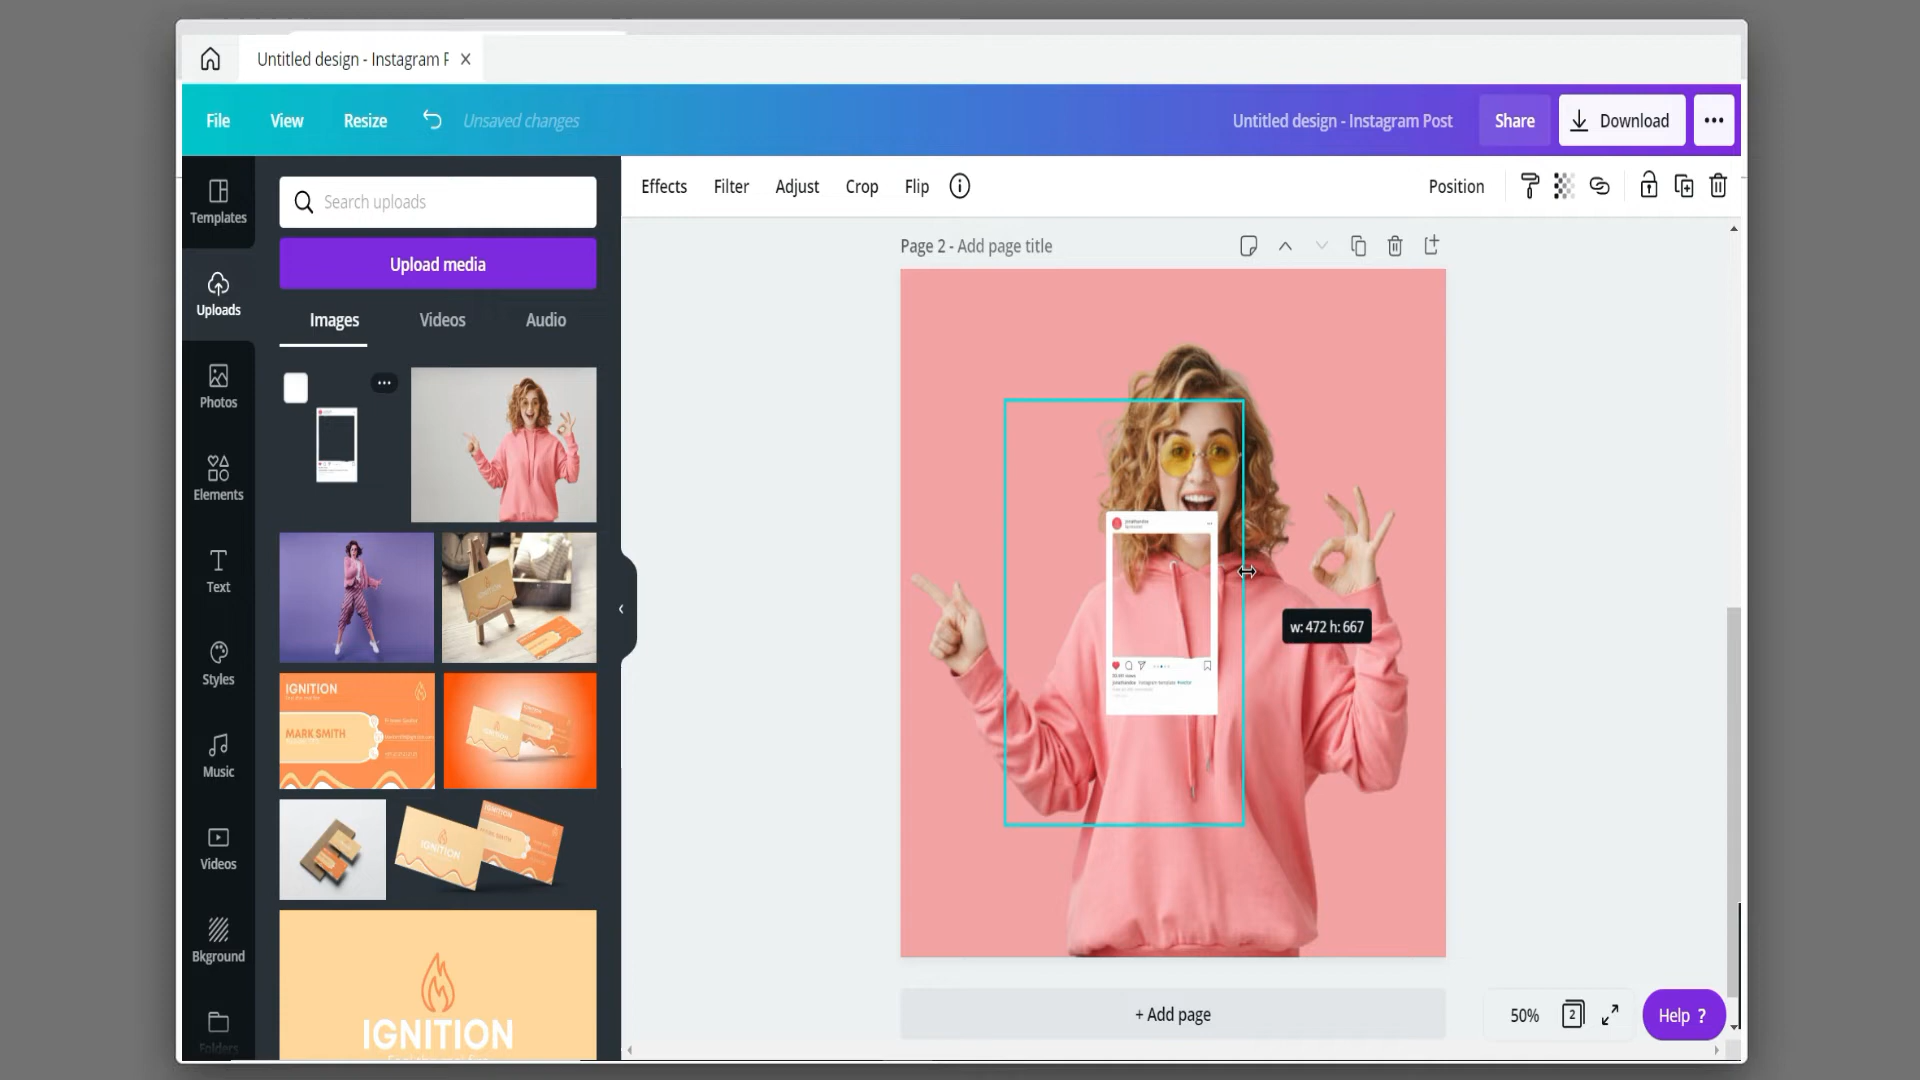 Untitled design - Instagram P
File
View
Resize
Unsaved changes
Untitled design - Instagram Post
Share
Download
Templates
Uploads
Photos
Elements
Text
Styles
Music
Videos
Bkground
Folders
Search uploads
Upload media
Images
Videos
Audio
IGNITION
MARK SMITH
IGNITION
IGNITION
Effects
Filter
Adjust
Crop
Flip
Position
Page 2 - Add page title
w: 472 h: 667
+ Add page
50%
2
Help ?